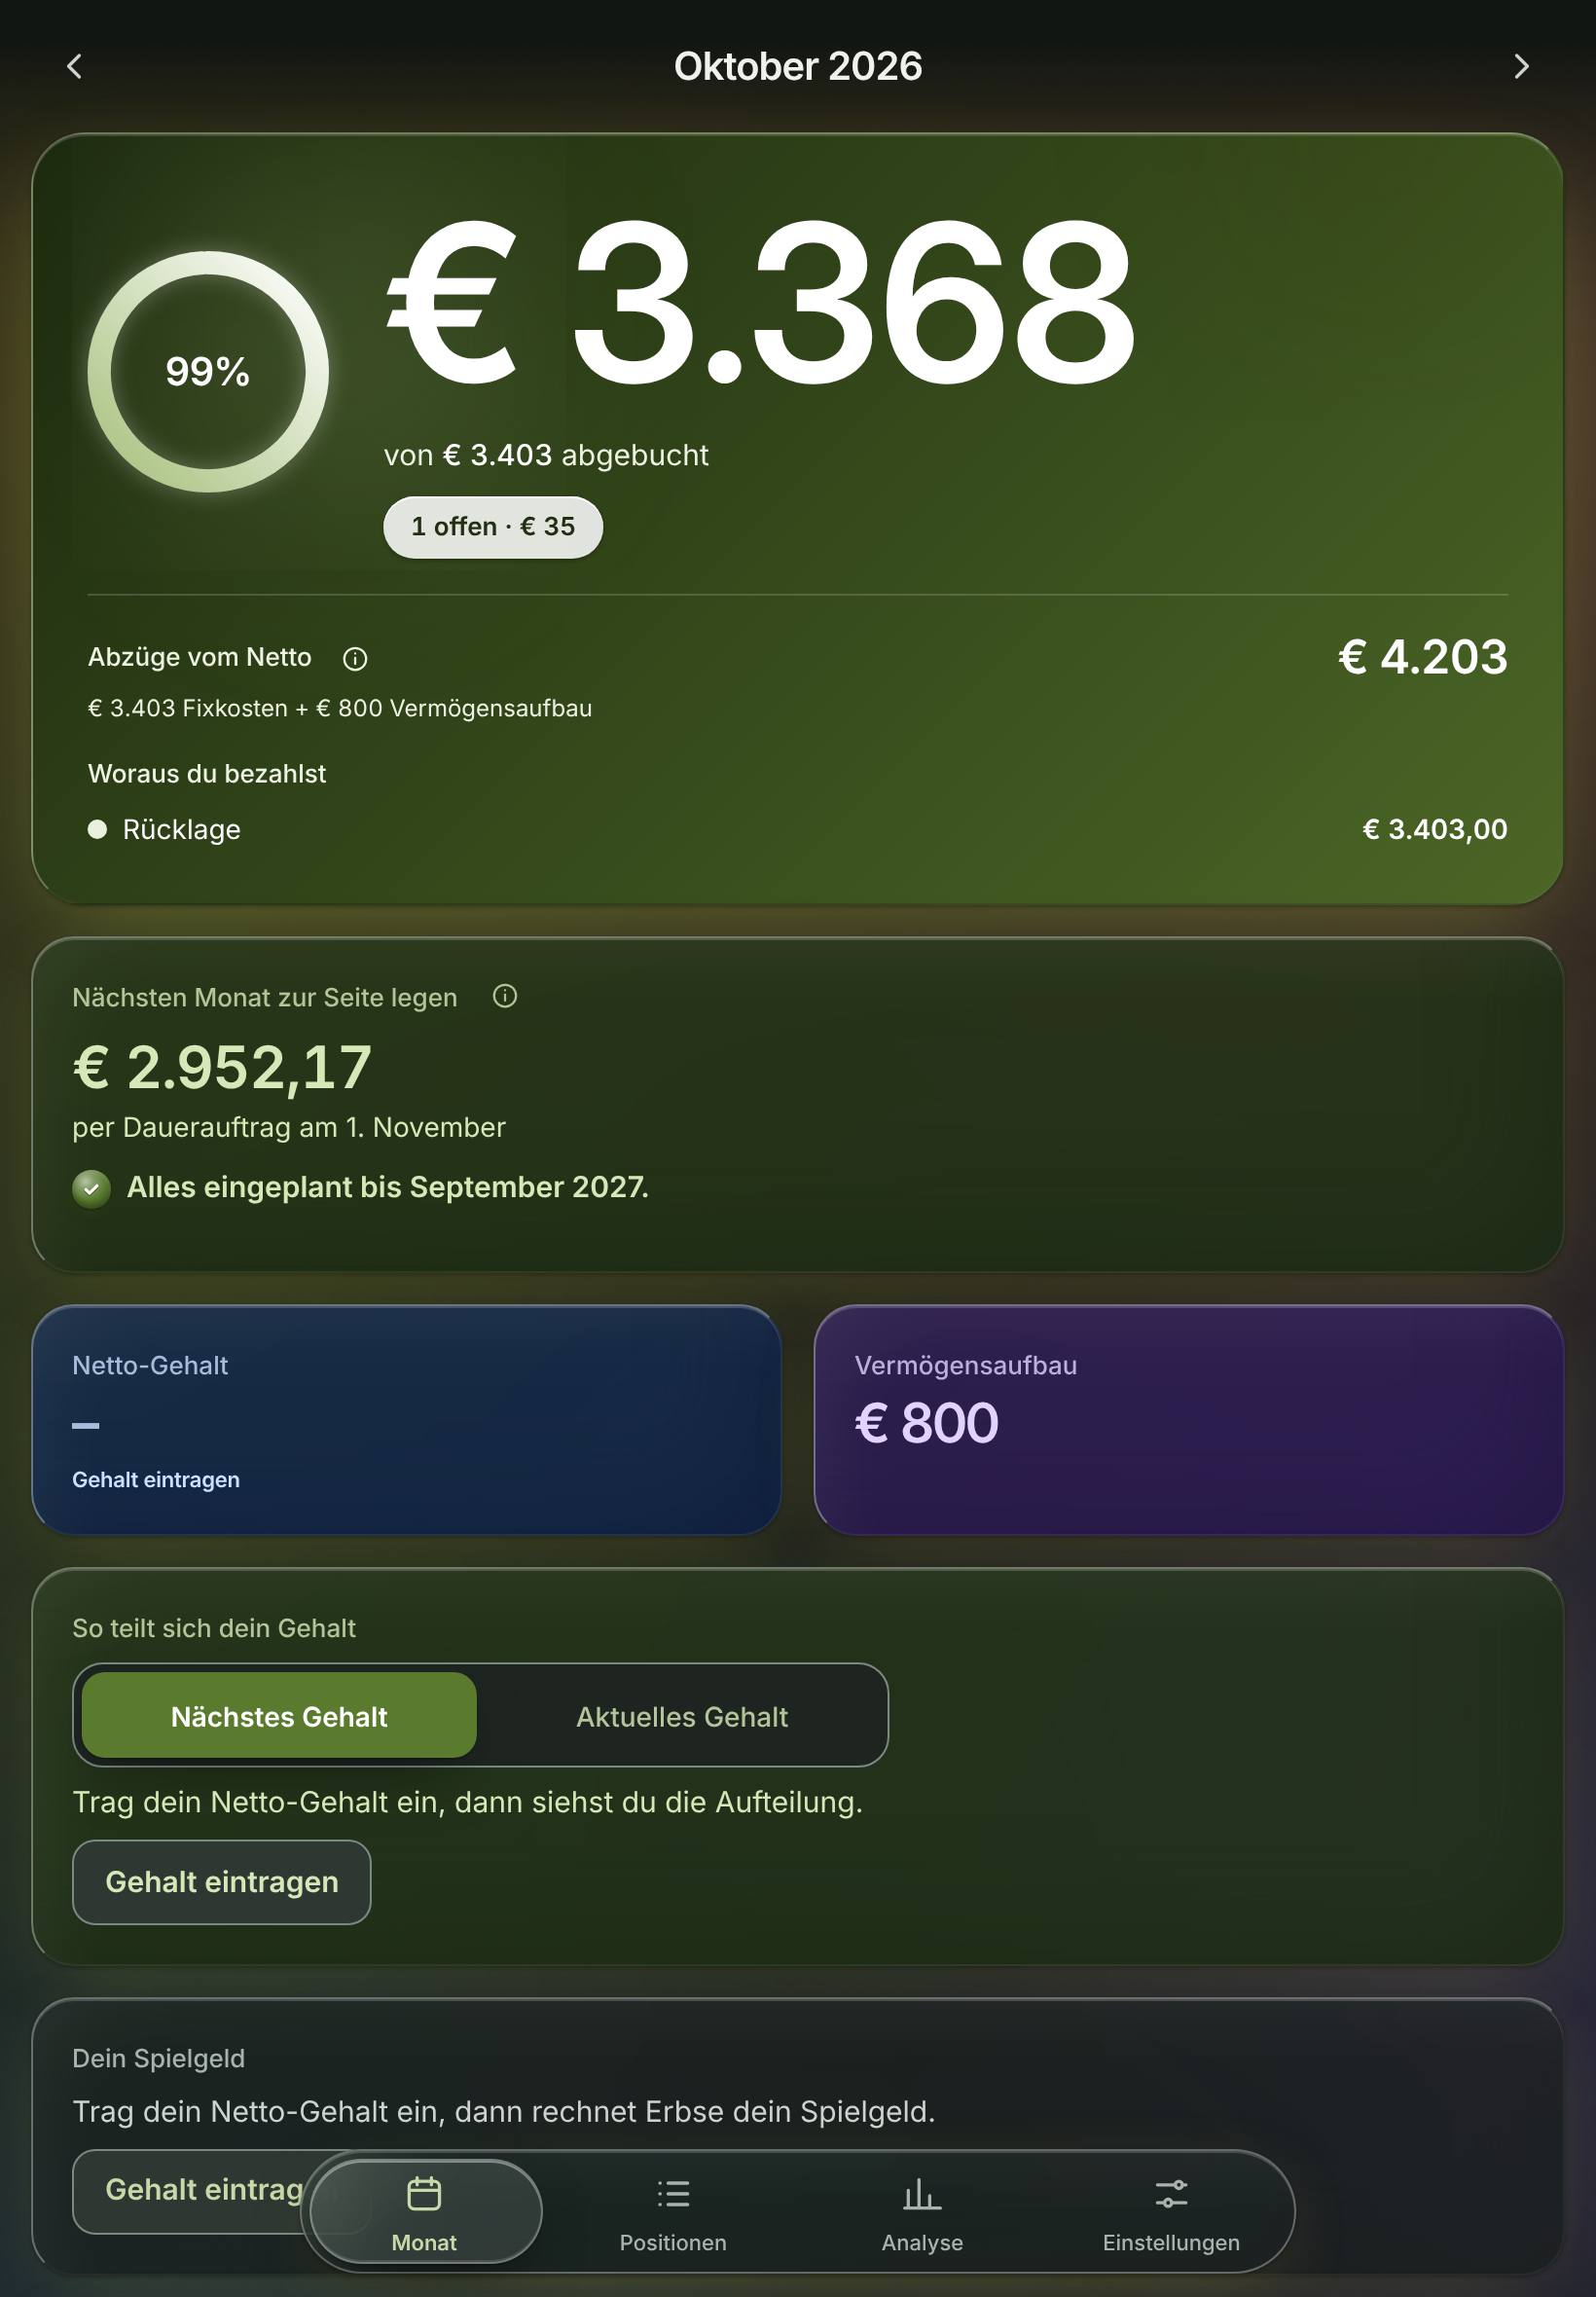 Oktober 2026
99%
€ 3.368
von € 3.403 abgebucht
1 offen · € 35
Abzüge vom Netto
€ 4.203
€ 3.403 Fixkosten + € 800 Vermögensaufbau
Woraus du bezahlst
Rücklage
€ 3.403,00
Nächsten Monat zur Seite legen
€ 2.952,17
per Dauerauftrag am 1. November
Alles eingeplant bis September 2027.
Netto-Gehalt
–
Gehalt eintragen
Vermögensaufbau
€ 800
So teilt sich dein Gehalt
Nächstes Gehalt
Aktuelles Gehalt
Trag dein Netto-Gehalt ein, dann siehst du die Aufteilung.
Gehalt eintragen
Dein Spielgeld
Trag dein Netto-Gehalt ein, dann rechnet Erbse dein Spielgeld.
Gehalt eintrag
Monat
Positionen
Analyse
Einstellungen